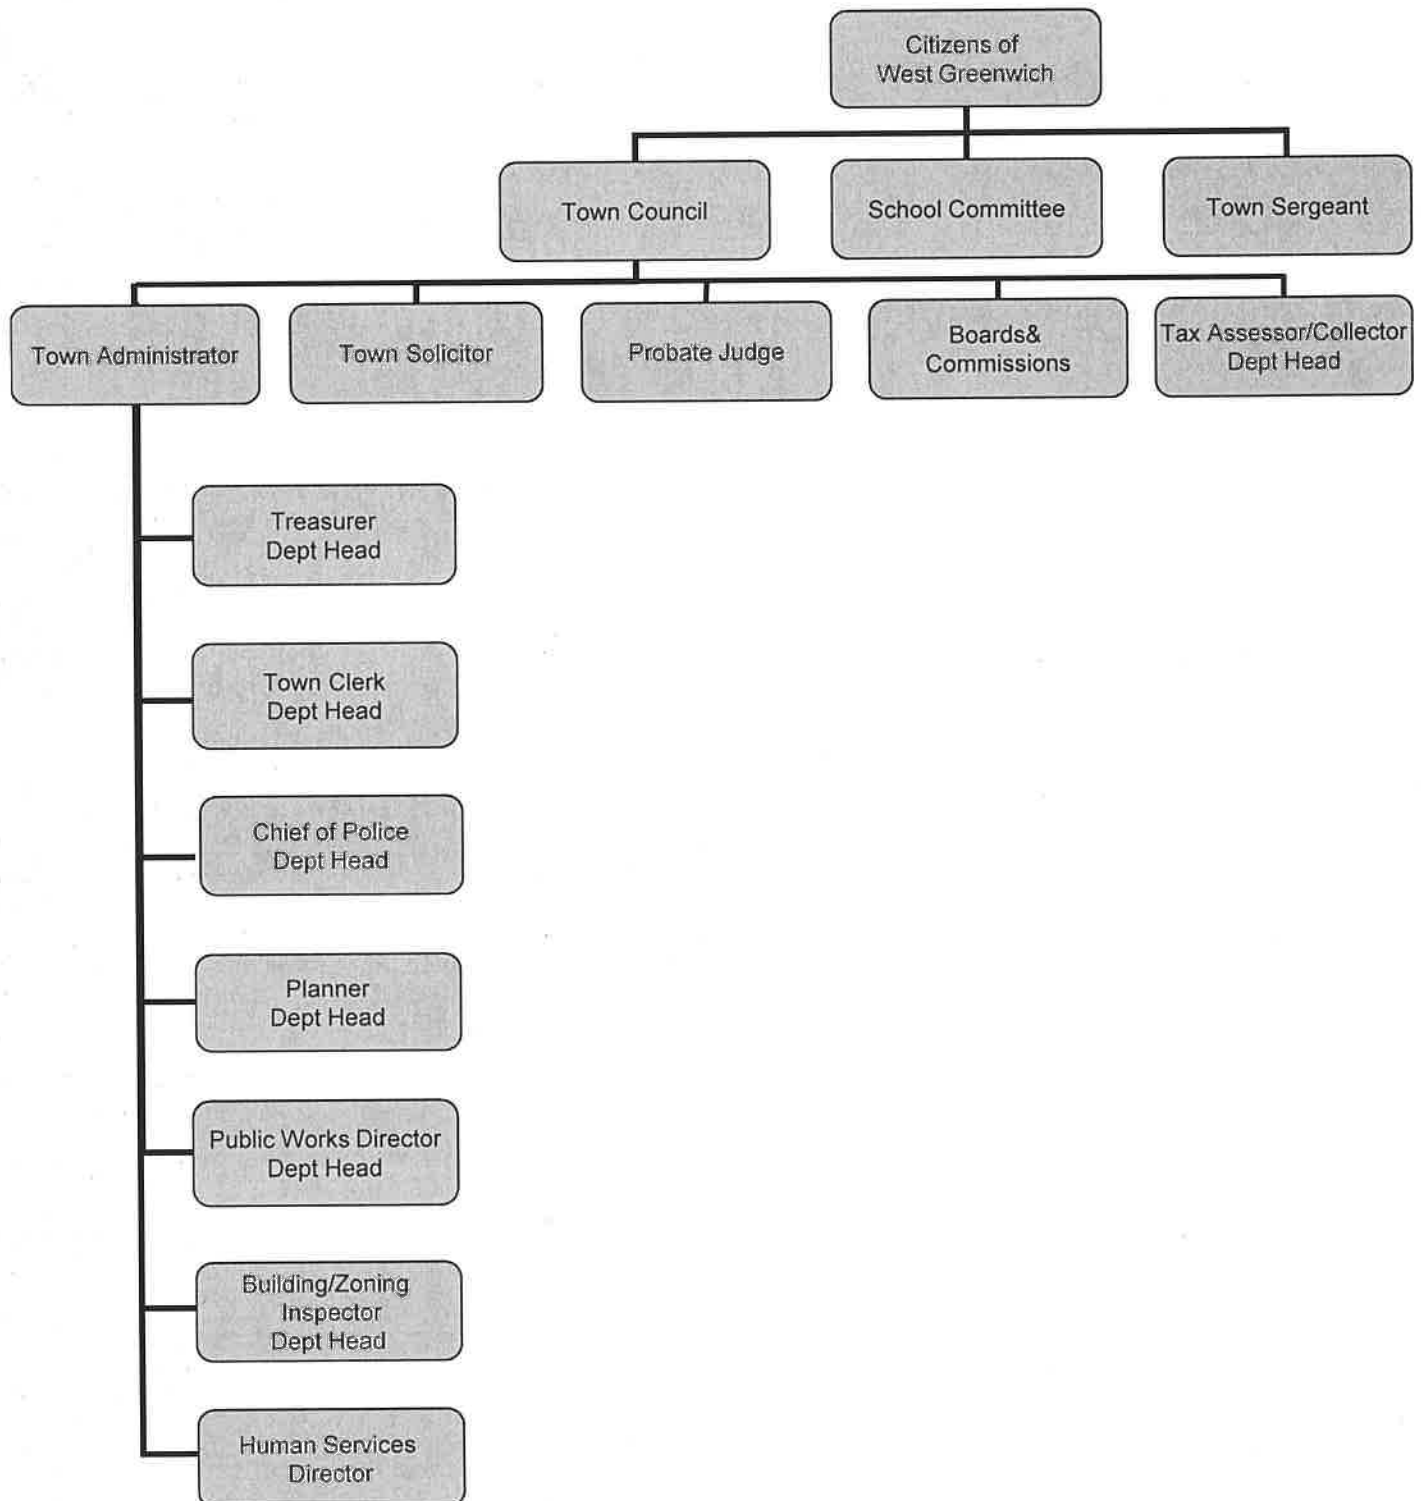 Citizens of
West Greenwich
Town Council
School Committee
Town Sergeant
Town Administrator
Town Solicitor
Probate Judge
Boards&
Commissions
Tax Assessor/Collector
Dept Head
Treasurer
Dept Head
Town Clerk
Dept Head
Chief of Police
Dept Head
Planner
Dept Head
Public Works Director
Dept Head
Building/Zoning
Inspector
Dept Head
Human Services
Director